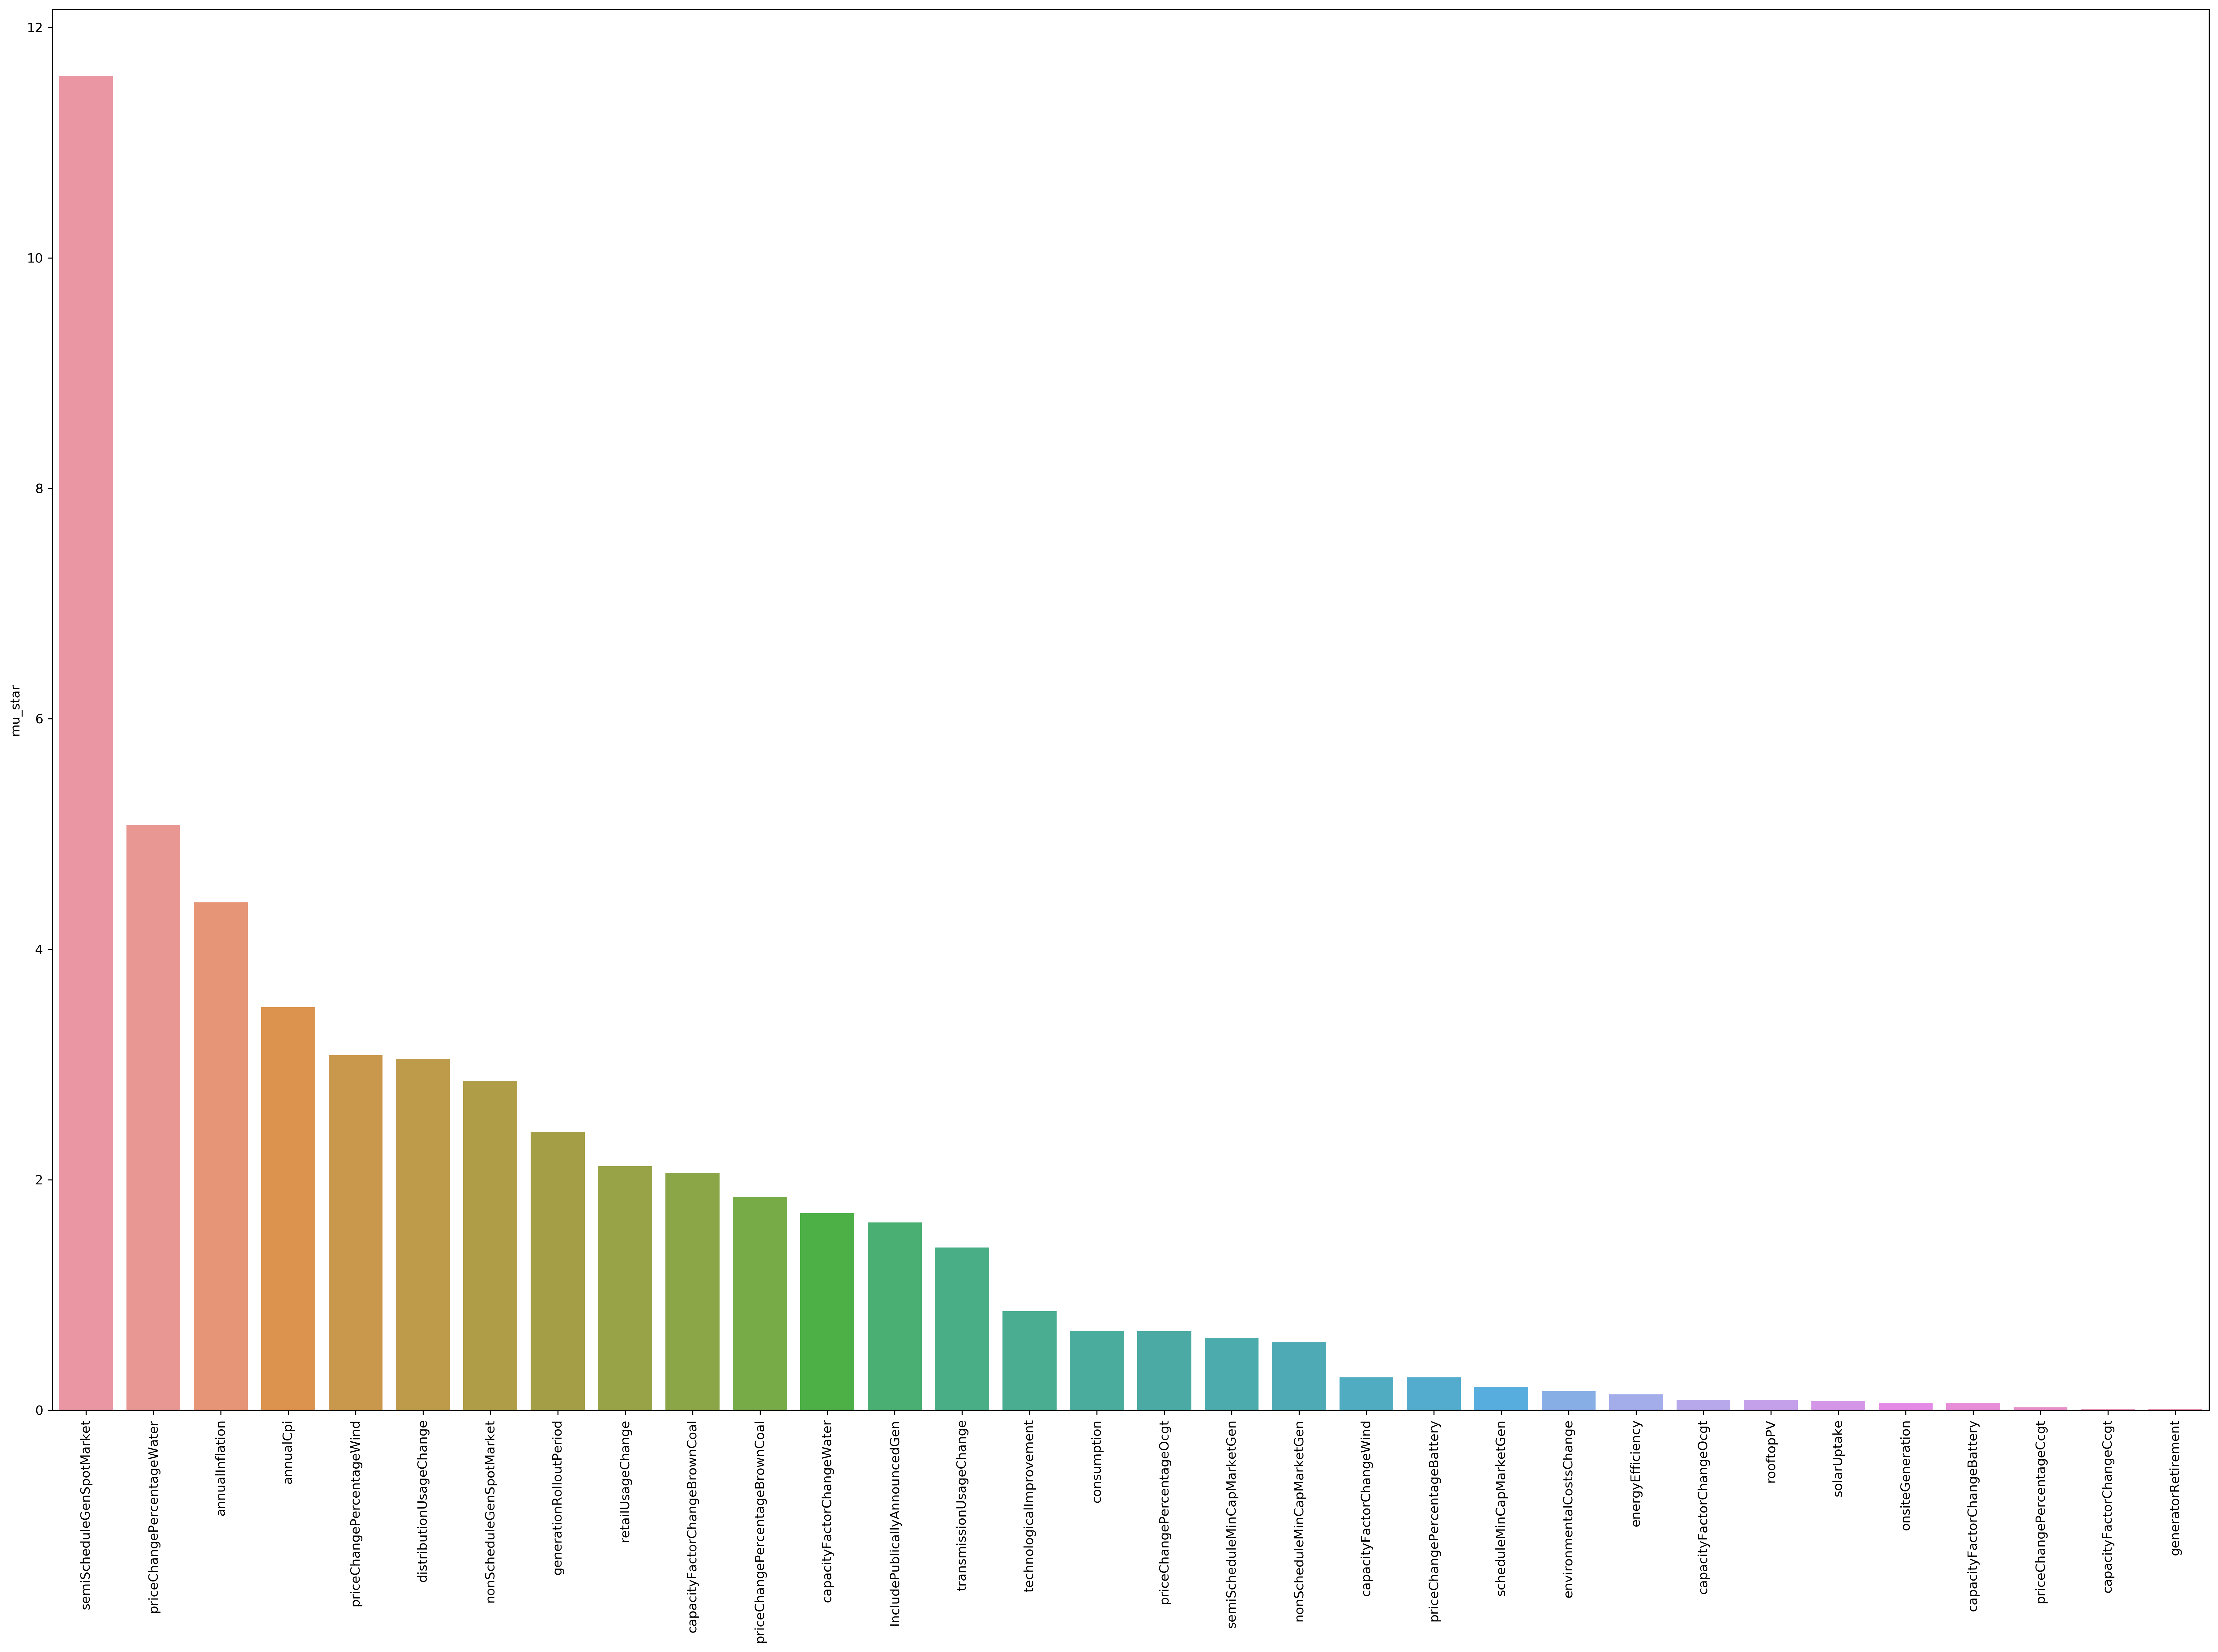 12
10
8
6
4
2
0
mu_star
semiScheduleGenSpotMarket
priceChangePercentageWater
annualInflation
annualCpi
priceChangePercentageWind
distributionUsageChange
nonScheduleGenSpotMarket
generationRolloutPeriod
retailUsageChange
capacityFactorChangeBrownCoal
priceChangePercentageBrownCoal
capacityFactorChangeWater
IncludePublicallyAnnouncedGen
transmissionUsageChange
technologicalImprovement
consumption
priceChangePercentageOcgt
semiScheduleMinCapMarketGen
nonScheduleMinCapMarketGen
capacityFactorChangeWind
priceChangePercentageBattery
scheduleMinCapMarketGen
environmentalCostsChange
energyEfficiency
capacityFactorChangeOcgt
rooftopPV
solarUptake
onsiteGeneration
capacityFactorChangeBattery
priceChangePercentageCcgt
capacityFactorChangeCcgt
generatorRetirement